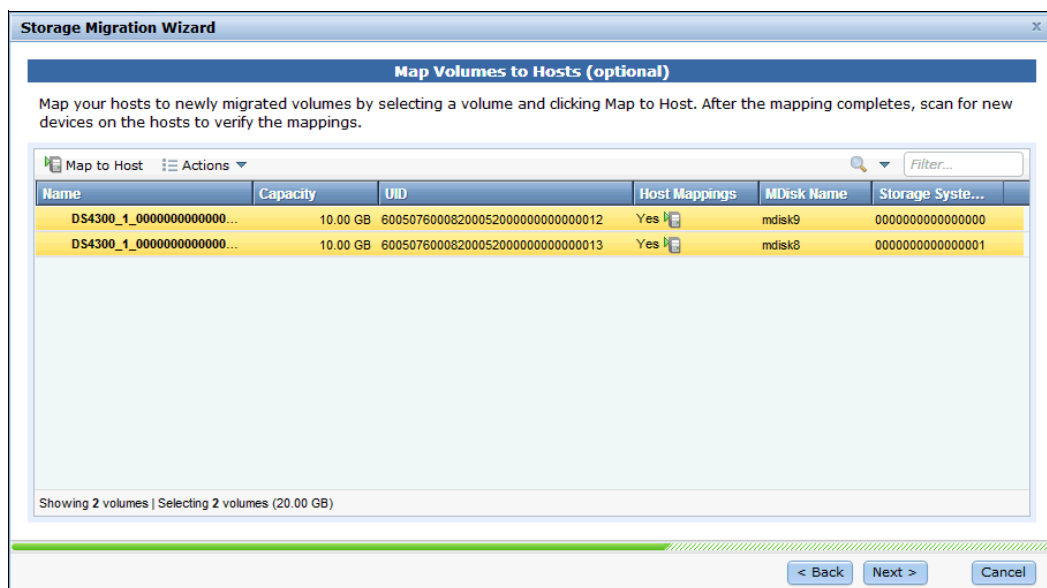 Storage Migration Wizard
x
Map Volumes to Hosts (optional)
Map your hosts to newly migrated volumes by selecting a volume and clicking Map to Host. After the mapping completes, scan for new
devices on the hosts to verify the mappings.
Map to Host Actions Filter...
Name Capacity UID Host Mappings MDisk Name Storage Syste...
DS4300_1_0000000000000... 10.00 GB 60050760008200052000000000000012 Yes mdisk9 0000000000000000
DS4300_1_0000000000000... 10.00 GB 60050760008200052000000000000013 Yes mdisk8 0000000000000001
Showing 2 volumes | Selecting 2 volumes (20.00 GB)
< Back Next > Cancel